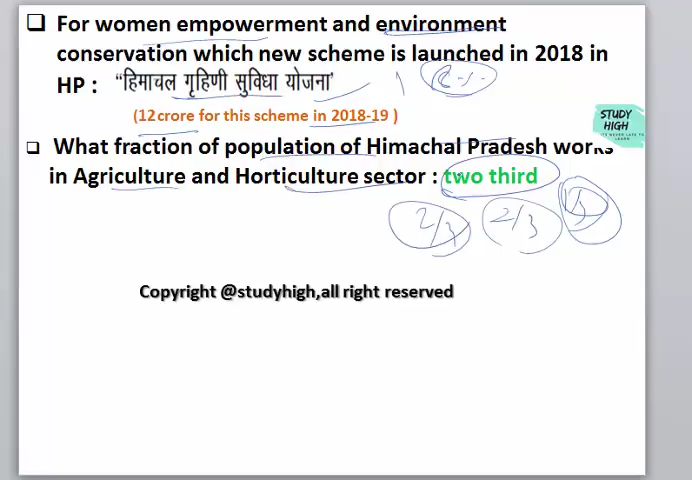 ❑ For women empowerment and environment
conservation which new scheme is launched in 2018 in
HP : “हिमाचल गृहिणी सुविधा योजना’
(12crore for this scheme in 2018-19 )
STUDY
HIGH
❑ What fraction of population of Himachal Pradesh works
in Agriculture and Horticulture sector : two third
2/3 2/3
Copyright @studyhigh,all right reserved